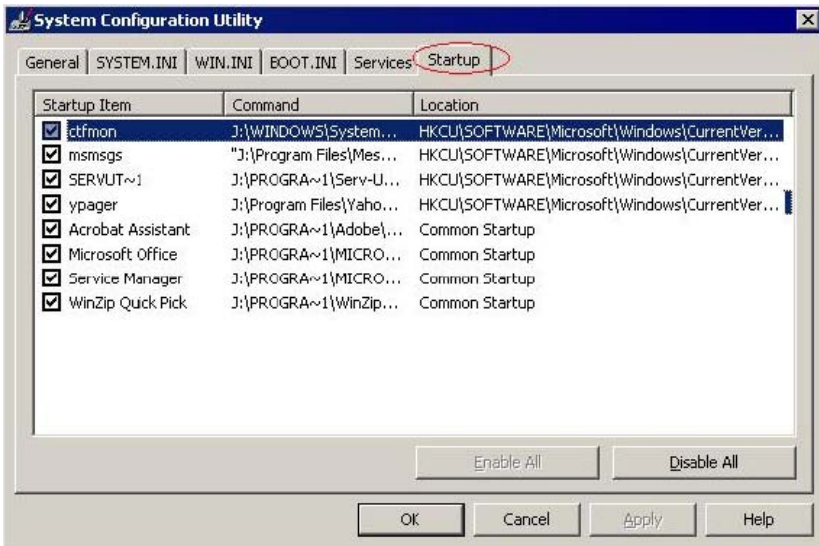 System Configuration Utility
General SYSTEM.INI WIN.INI BOOT.INI Services Startup
Startup Item Command Location
ctfmon J:\WINDOWS\System... HKCU\SOFTWARE\Microsoft\Windows\CurrentVer...
msmsgs "J:\Program Files\Mes... HKCU\SOFTWARE\Microsoft\Windows\CurrentVer...
SERVUT~1 J:\PROGRA~1\Serv-U... HKCU\SOFTWARE\Microsoft\Windows\CurrentVer...
ypager J:\Program Files\Yaho... HKCU\SOFTWARE\Microsoft\Windows\CurrentVer...
Acrobat Assistant J:\PROGRA~1\Adobe\... Common Startup
Microsoft Office J:\PROGRA~1\MICRO... Common Startup
Service Manager J:\PROGRA~1\MICRO... Common Startup
WinZip Quick Pick J:\PROGRA~1\WinZip... Common Startup
Enable All Disable All
OK Cancel Apply Help